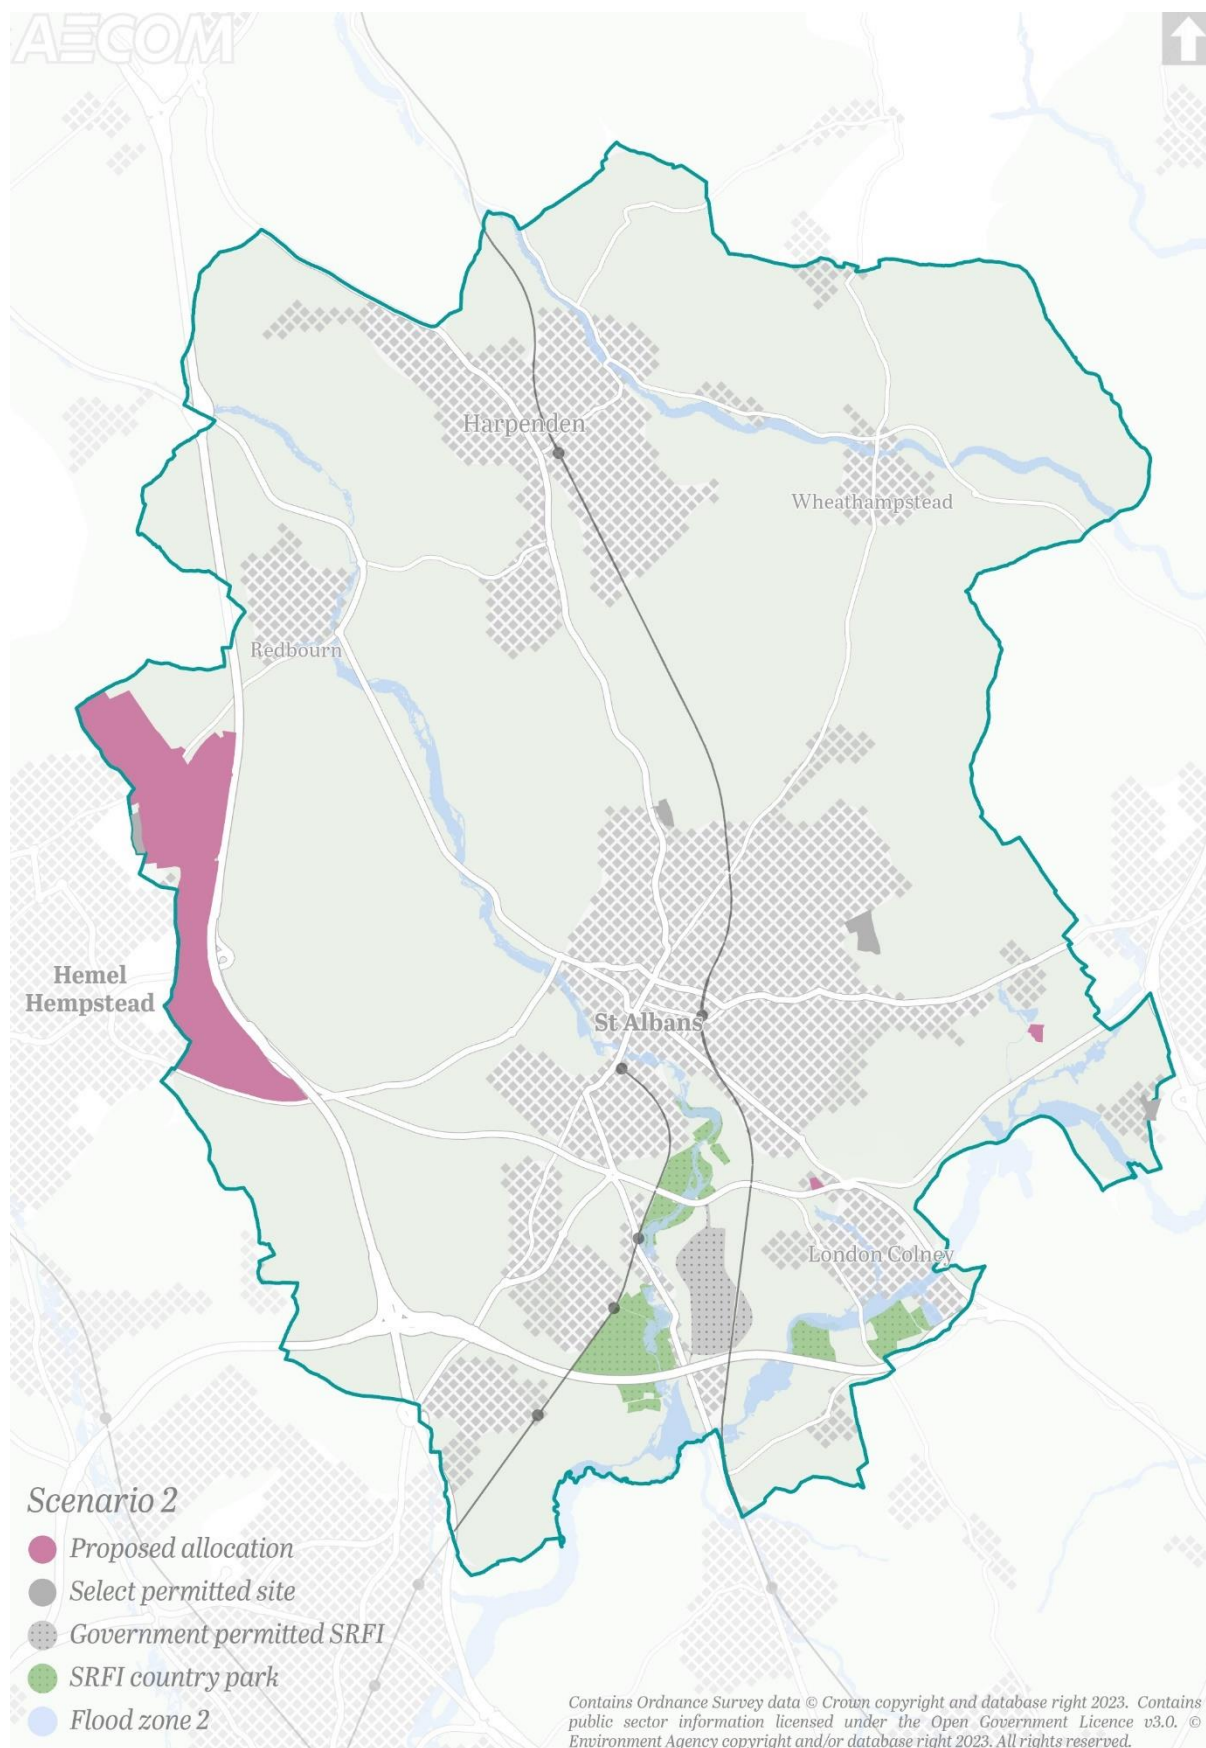 AECOM
Harpenden
Wheathampstead
Redbourn
Hemel
Hempstead
St Albans
London Colney
Scenario 2
Proposed allocation
Select permitted site
Government permitted SRFI
SRFI country park
Flood zone 2
Contains Ordnance Survey data © Crown copyright and database right 2023. Contains
public sector information licensed under the Open Government Licence v3.0. ©
Environment Agency copyright and/or database right 2023. All rights reserved.